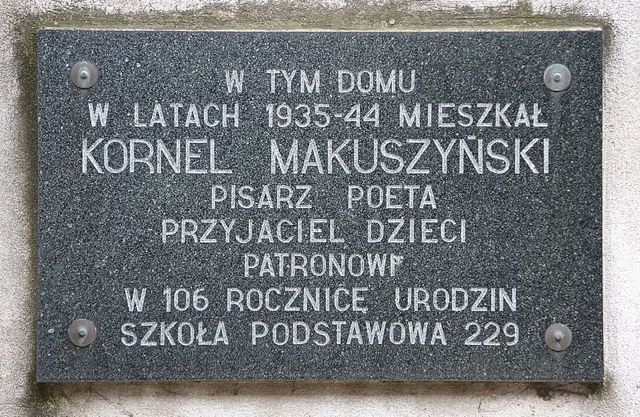 W TYM DOMU
W LATACH 1935-44 MIESZKAŁ
KORNEL MAKUSZYŃSKI
PISARZ POETA
PRZYJACIEL DZIECI
PATRONOWI
W 106 ROCZNICĘ URODZIN
SZKOŁA PODSTAWOWA 229